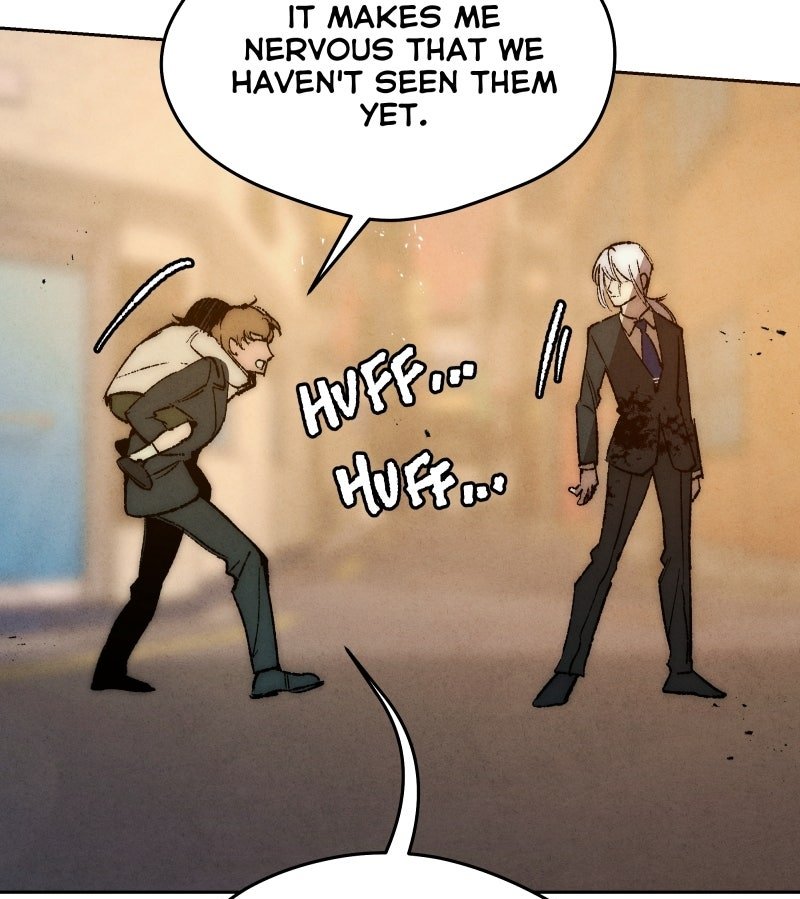 IT MAKES ME
NERVOUS THAT WE
HAVEN'T SEEN THEM
YET.
HUFF...
HUFF...